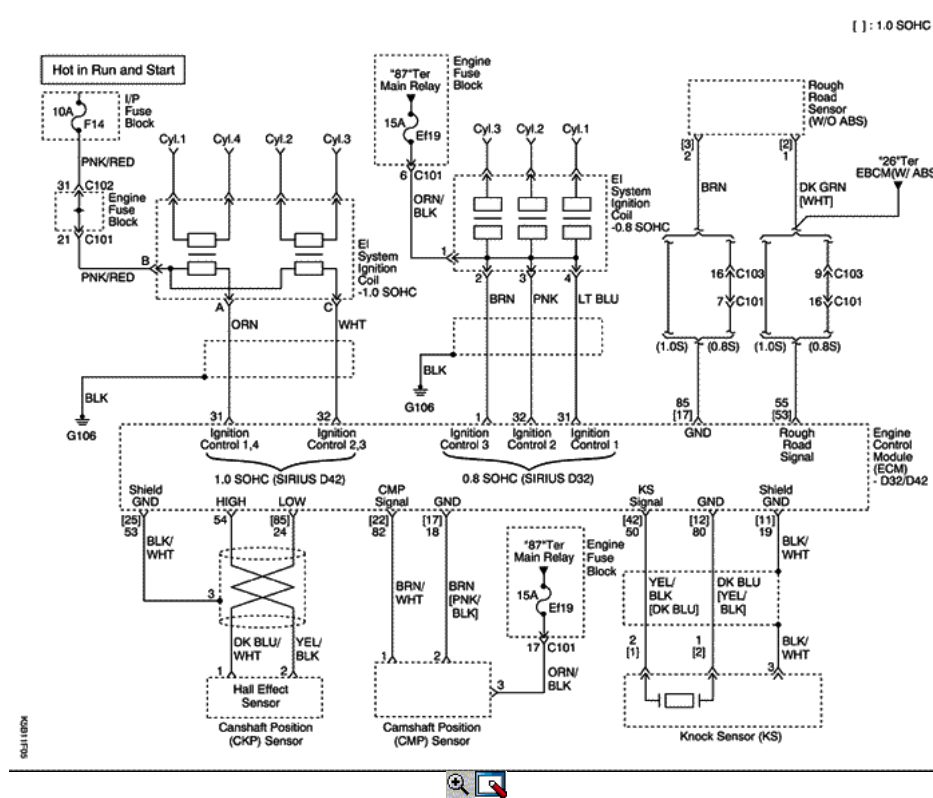 [ ] : 1.0 SOHC
Hot in Run and Start
I/P
Fuse
Block
10A
F14
PNK/RED
31
C102
Engine
Fuse
Block
21
C101
PNK/RED
Cyl.1
Cyl.4
Cyl.2
Cyl.3
B
A
C
EI
System
Ignition
Coil
-1.0 SOHC
ORN
WHT
BLK
G106
"87"Ter
Main Relay
Engine
Fuse
Block
15A
Ef19
6
C101
ORN/
BLK
Cyl.3
Cyl.2
Cyl.1
EI
System
Ignition
Coil
-0.8 SOHC
1
2
3
4
BRN
PNK
LT BLU
BLK
G106
Rough
Road
Sensor
(W/O ABS)
[3]
2
[2]
1
BRN
DK GRN
[WHT]
"26"Ter
EBCM(W/ ABS
16
C103
7
C101
9
C103
16
C101
(1.0S)
(0.8S)
(1.0S)
(0.8S)
31
32
1
32
31
85
[17]
55
[53]
Ignition
Control 1,4
Ignition
Control 2,3
1.0 SOHC (SIRIUS D42)
Ignition
Control 3
Ignition
Control 2
Ignition
Control 1
0.8 SOHC (SIRIUS D32)
GND
Rough
Road
Signal
Engine
Control
Module
(ECM)
- D32/D42
Shield
GND
HIGH
LOW
CMP
Signal
GND
KS
Signal
GND
Shield
GND
[25]
53
54
[85]
24
[22]
82
[17]
18
[42]
50
[12]
80
[11]
19
BLK/
WHT
3
DK BLU/
WHT
YEL/
BLK
1
2
Hall Effect
Sensor
Canshaft Position
(CKP) Sensor
BRN/
WHT
BRN
[PNK/
BLK]
1
2
3
Camshaft Position
(CMP) Sensor
"87"Ter
Main Relay
Engine
Fuse
Block
15A
Ef19
17
C101
ORN/
BLK
YEL/
BLK
[DK BLU]
DK BLU
[YEL/
BLK]
BLK/
WHT
2
[1]
1
[2]
BLK/
WHT
3
Knock Sensor (KS)
K5B11F05